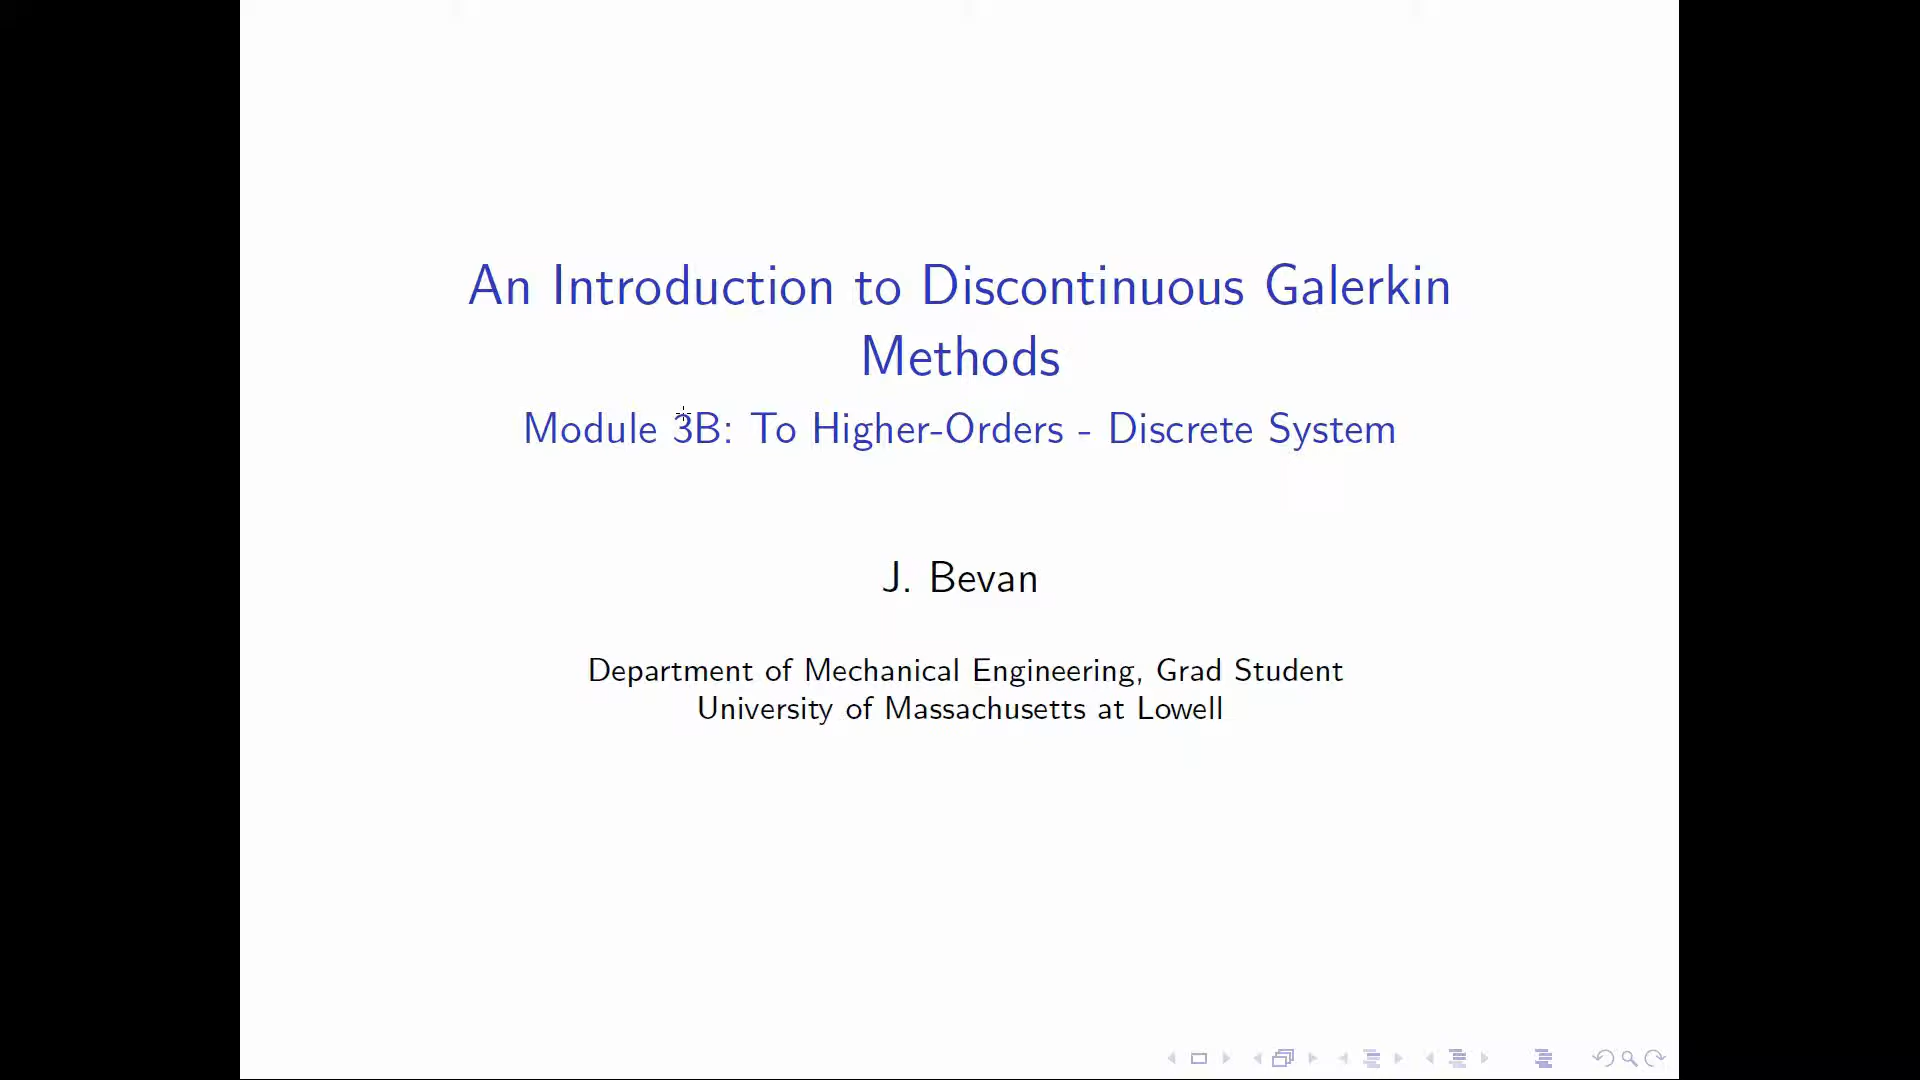 An Introduction to Discontinuous Galerkin
Methods
Module 3B: To Higher-Orders - Discrete System
J. Bevan
Department of Mechanical Engineering, Grad Student
University of Massachusetts at Lowell